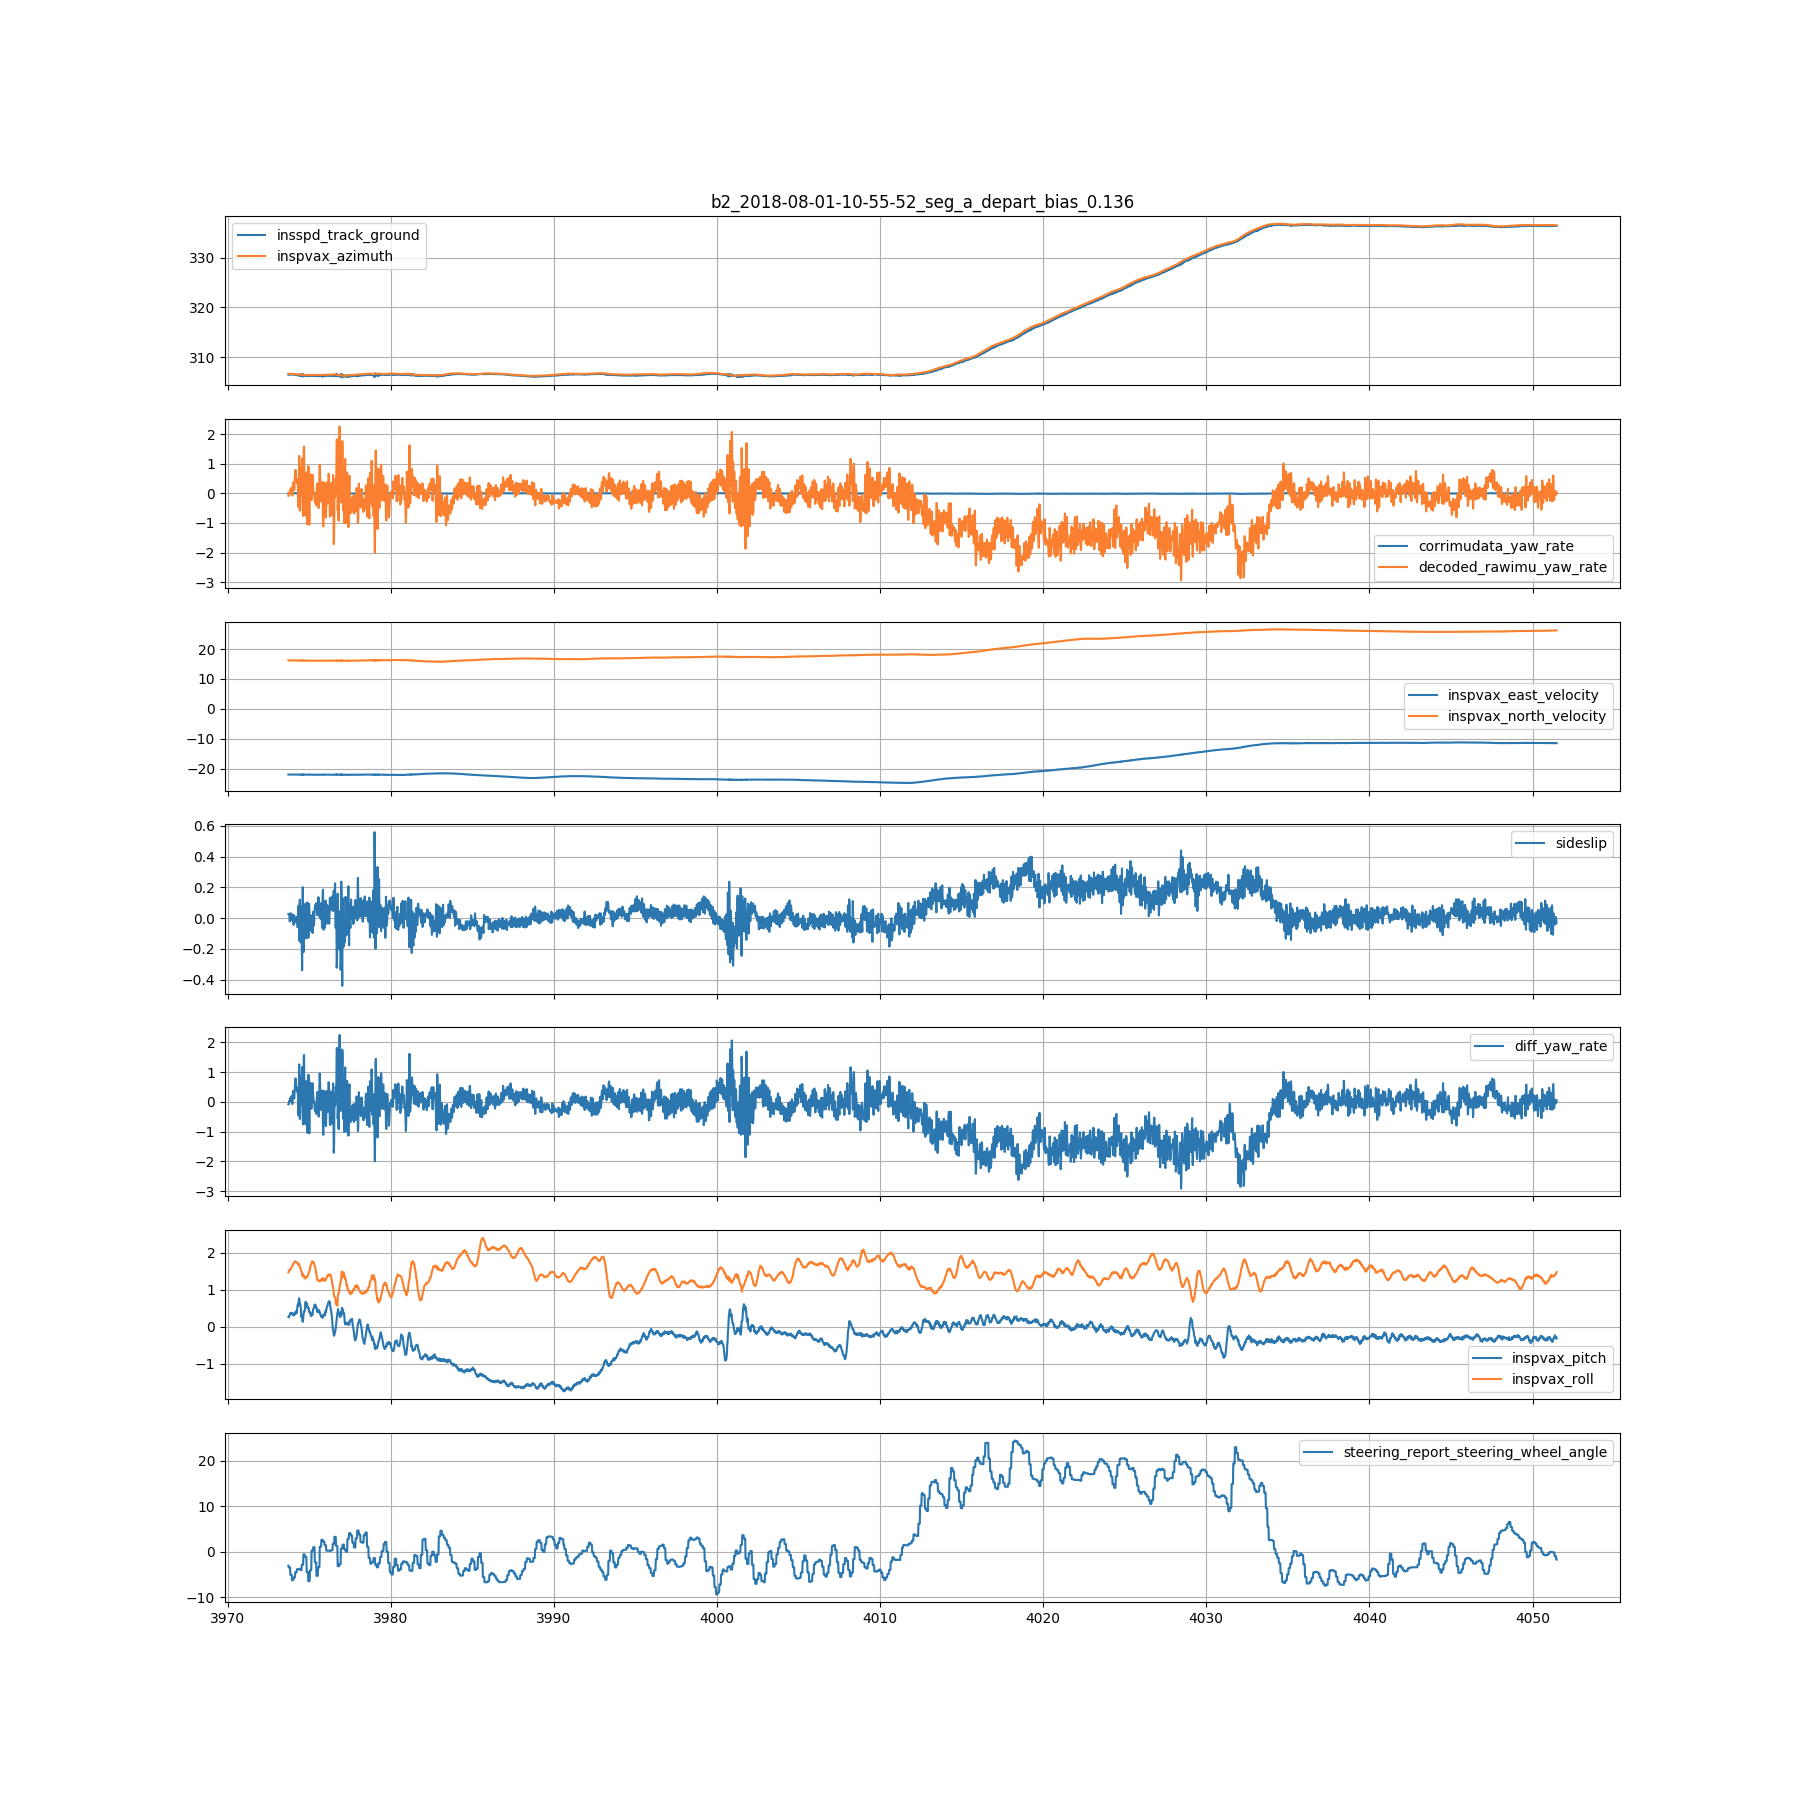 b2_2018-08-01-10-55-52_seg_a_depart_bias_0.136
insspd_track_ground
inspvax_azimuth
330
320
310
2
1
0
−1
−2
−3
corrimudata_yaw_rate
decoded_rawimu_yaw_rate
20
10
0
−10
−20
inspvax_east_velocity
inspvax_north_velocity
0.6
0.4
0.2
0.0
−0.2
−0.4
sideslip
2
1
0
−1
−2
−3
diff_yaw_rate
2
1
0
−1
inspvax_pitch
inspvax_roll
20
10
0
−10
steering_report_steering_wheel_angle
3970 3980 3990 4000 4010 4020 4030 4040 4050